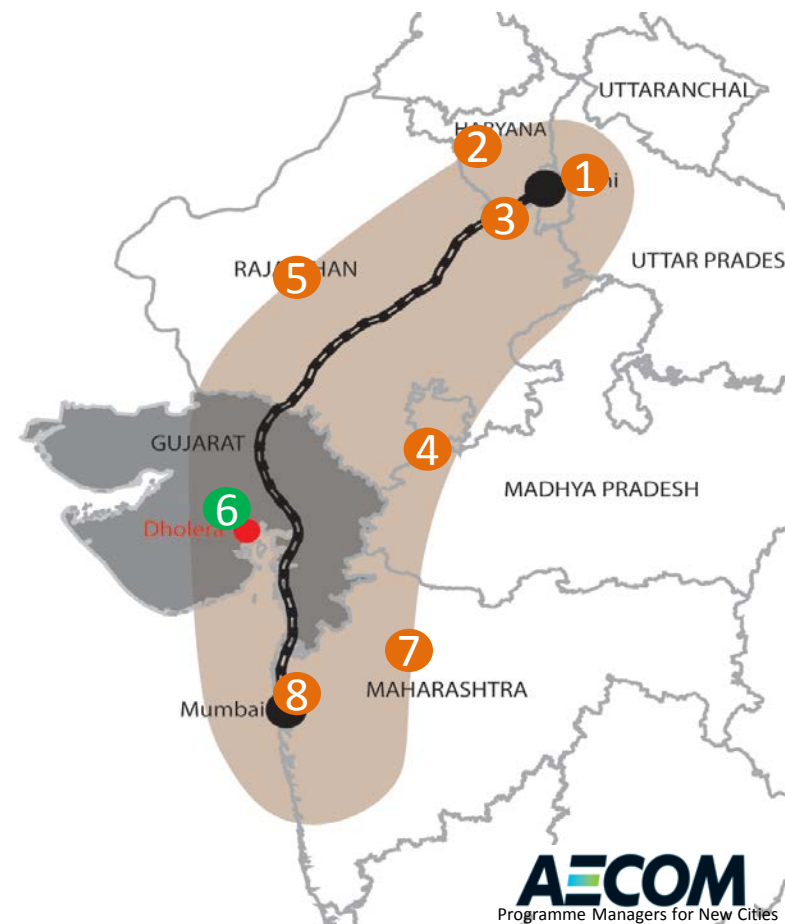 UTTARANCHAL
HARYANA
2
1
3
UTTAR PRADES
RAJ
HAN
5
GUJARAT
4
MADHYA PRADESH
6
Dholera
7
MAHARASHTRA
8
Mumbai
AECOM
Programme Managers for New Cities